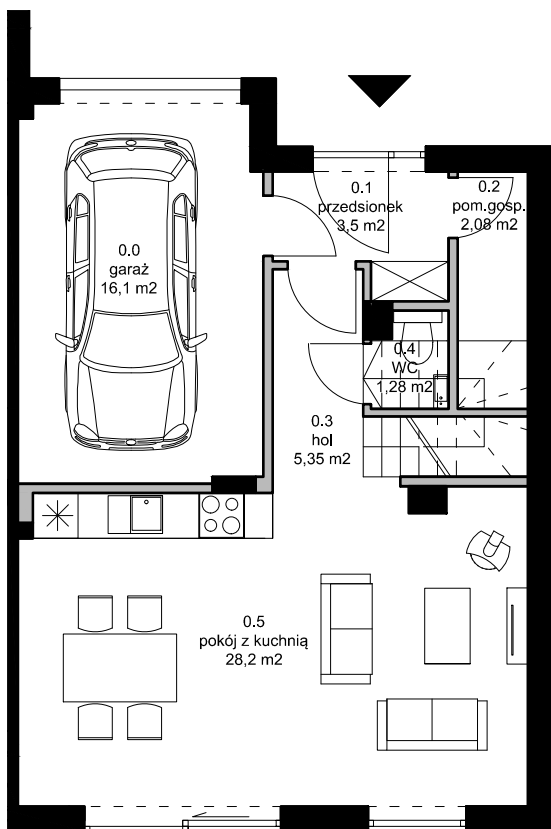 0.1
przedsionek
3,5 m2
0.2
pom.gosp.
2,08 m2
0.0
garaż
16,1 m2
0.4
WC
1,28 m2
0.3
hol
5,35 m2
0.5
pokój z kuchnią
28,2 m2